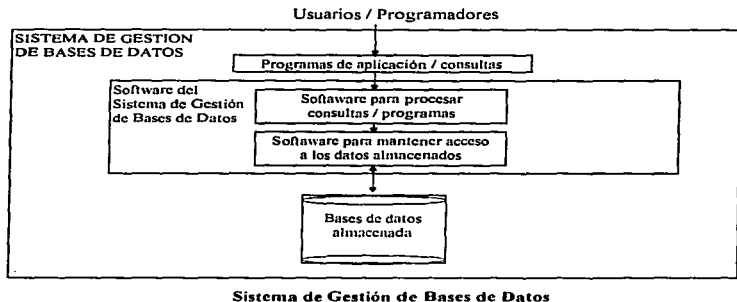 Usuarios / Programadores
SISTEMA DE GESTION
DE BASES DE DATOS
Programas de aplicación / consultas
Software del
Sistema de Gestión
de Bases de Datos
Softaware para procesar
consultas / programas
Softaware para mantener acceso
a los datos almacenados
Bases de datos
almacenada
Sistema de Gestión de Bases de Datos